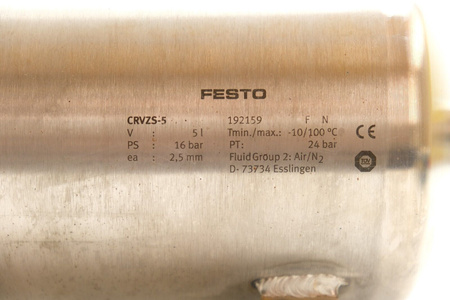 FESTO
CRVZS-5 192159 F N
V : 5 l Tmin./max.: -10/100 °C CE
PS : 16 bar PT: 24 bar
ea : 2,5 mm Fluid Group 2: Air/N2
D-73734 Esslingen